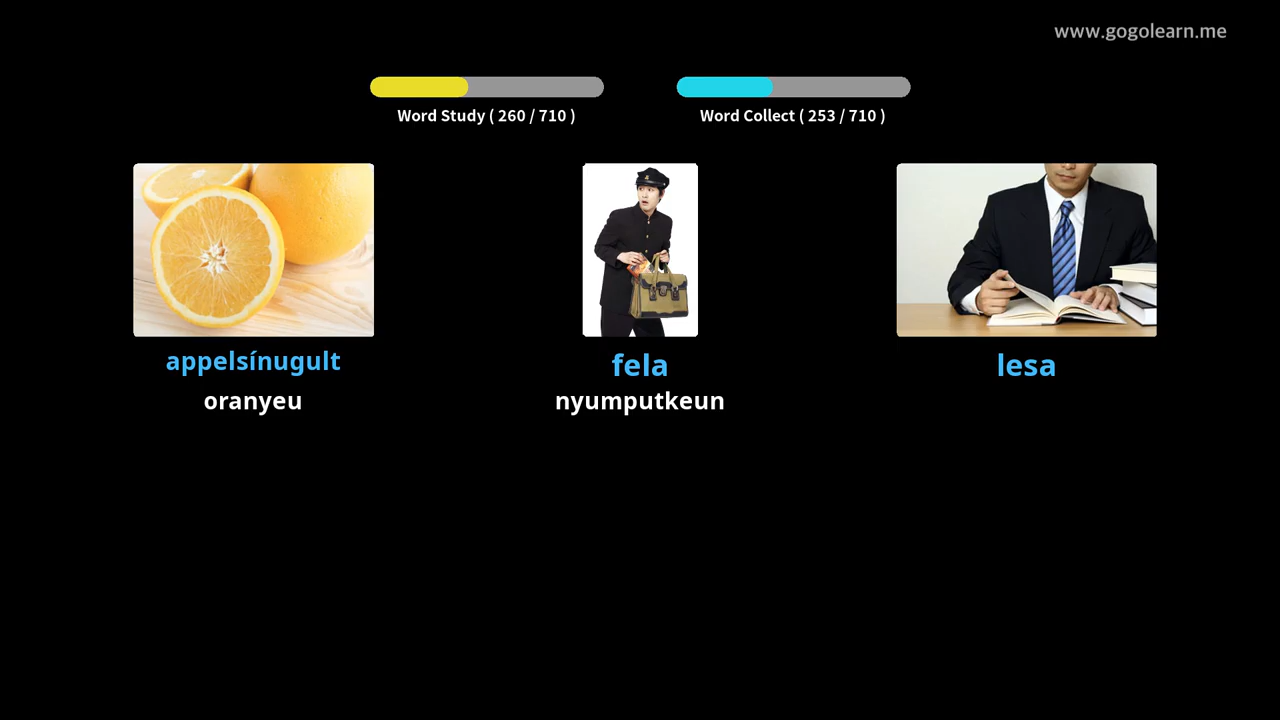 www.gogolearn.me
Word Study ( 260 / 710 )
Word Collect ( 253 / 710 )
appelsínugult
oranyeu
fela
nyumputkeun
lesa